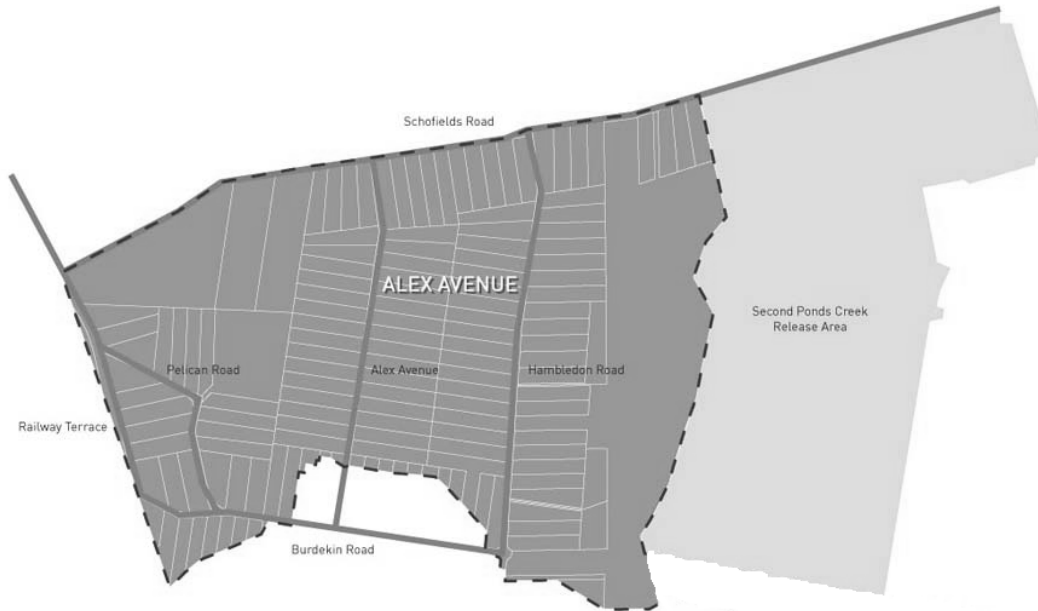 Schofields Road
ALEX AVENUE
Second Ponds Creek
Release Area
Pelican Road
Alex Avenue
Hambledon Road
Railway Terrace
Burdekin Road